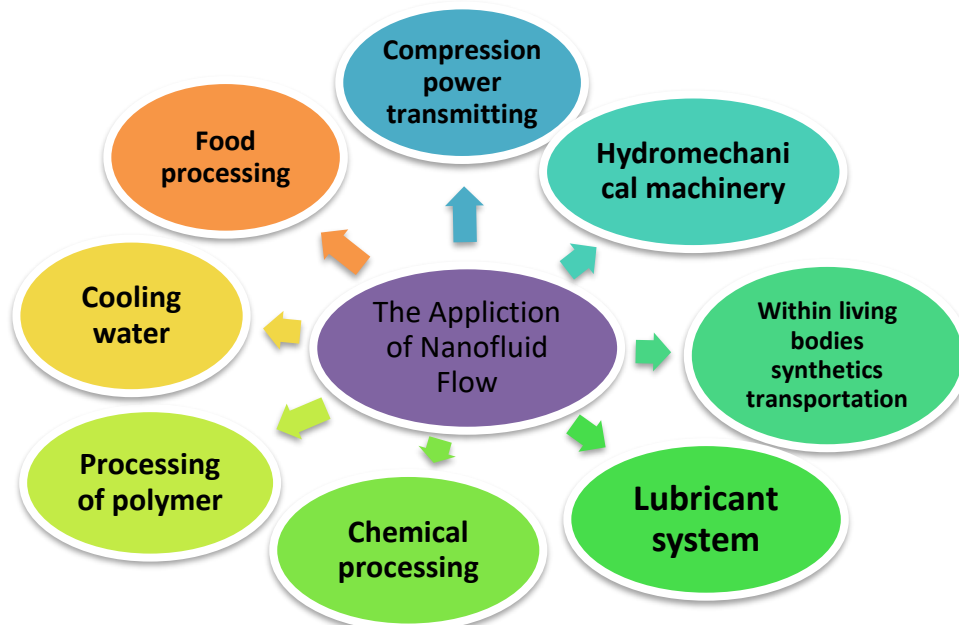 Compression
power
transmitting
Hydromechani
cal machinery
Within living
bodies
synthetics
transportation
Lubricant
system
Chemical
processing
Processing
of polymer
Cooling
water
Food
processing
The Appliction
of Nanofluid
Flow